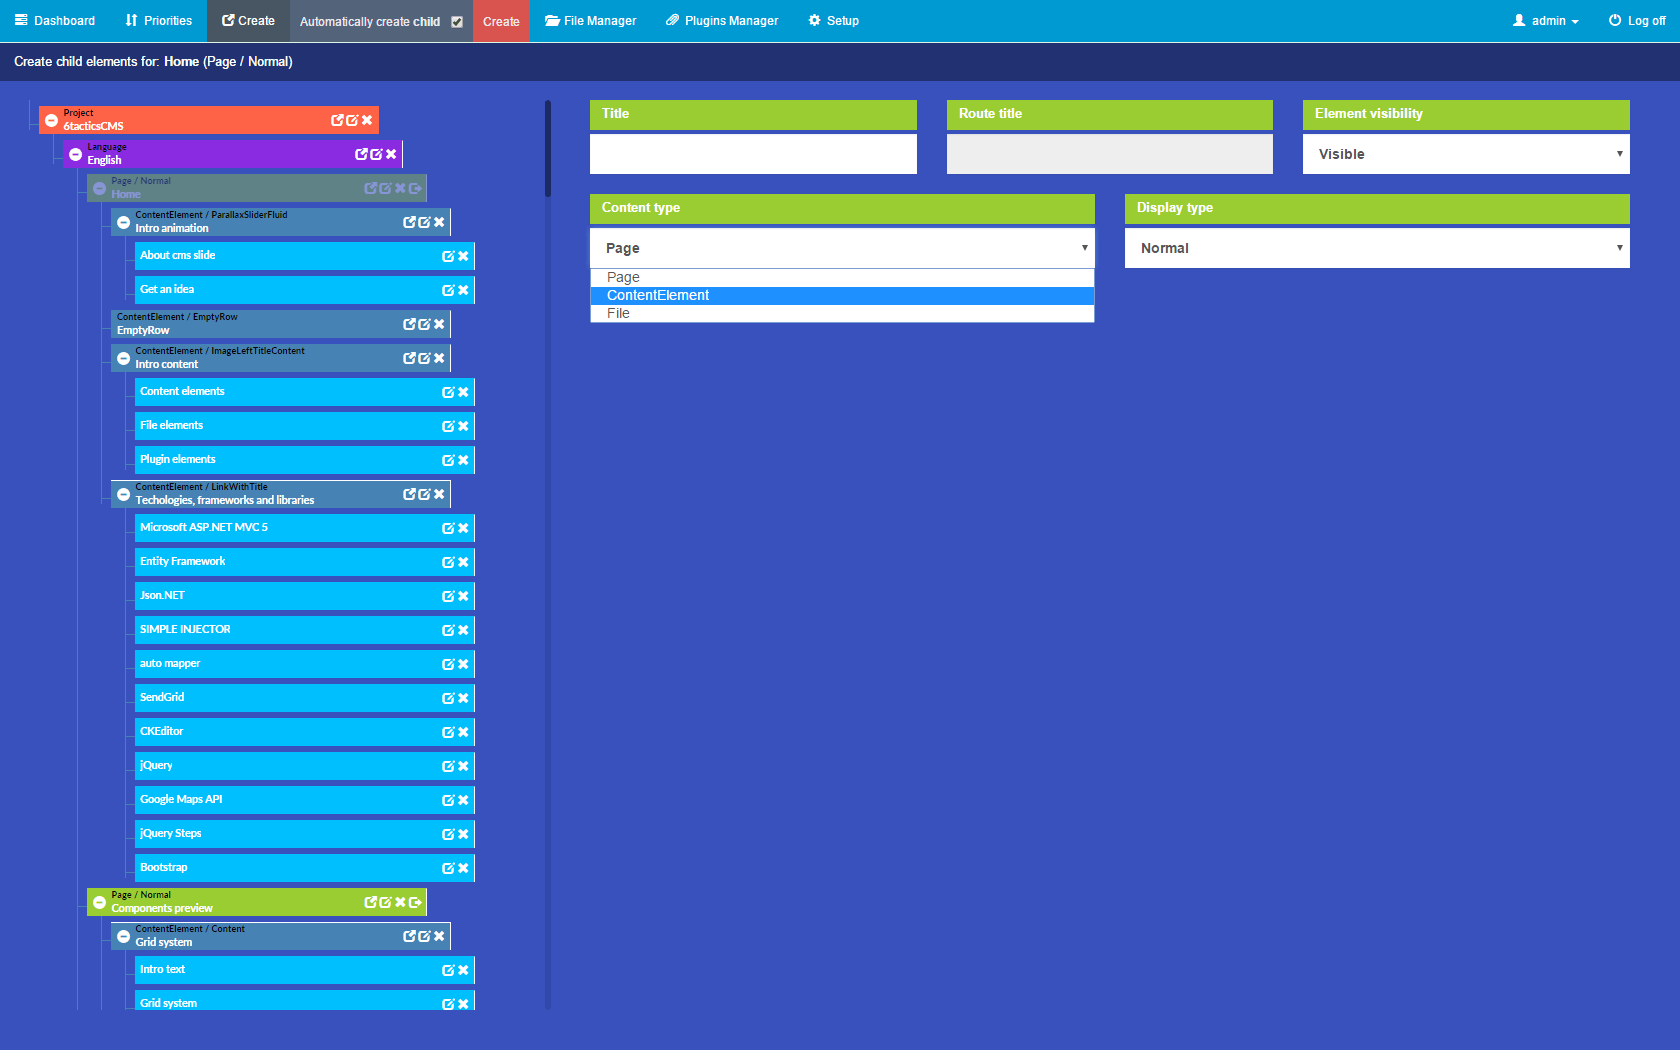 Dashboard Priorities Create Automatically create child Create File Manager Plugins Manager Setup admin Log off
Create child elements for: Home (Page / Normal)
Project
6tacticsCMS
Language
English
Page / Normal
Home
ContentElement / ParallaxSliderFluid
Intro animation
About cms slide
Get an idea
ContentElement / EmptyRow
EmptyRow
ContentElement / ImageLeftTitleContent
Intro content
Content elements
File elements
Plugin elements
ContentElement / LinkWithTitle
Techologies, frameworks and libraries
Microsoft ASP.NET MVC 5
Entity Framework
Json.NET
SIMPLE INJECTOR
auto mapper
SendGrid
CKEditor
jQuery
Google Maps API
jQuery Steps
Bootstrap
Page / Normal
Components preview
ContentElement / Content
Grid system
Intro text
Grid system
Title Route title Element visibility
Visible
Content type Display type
Page Normal
Page
ContentElement
File